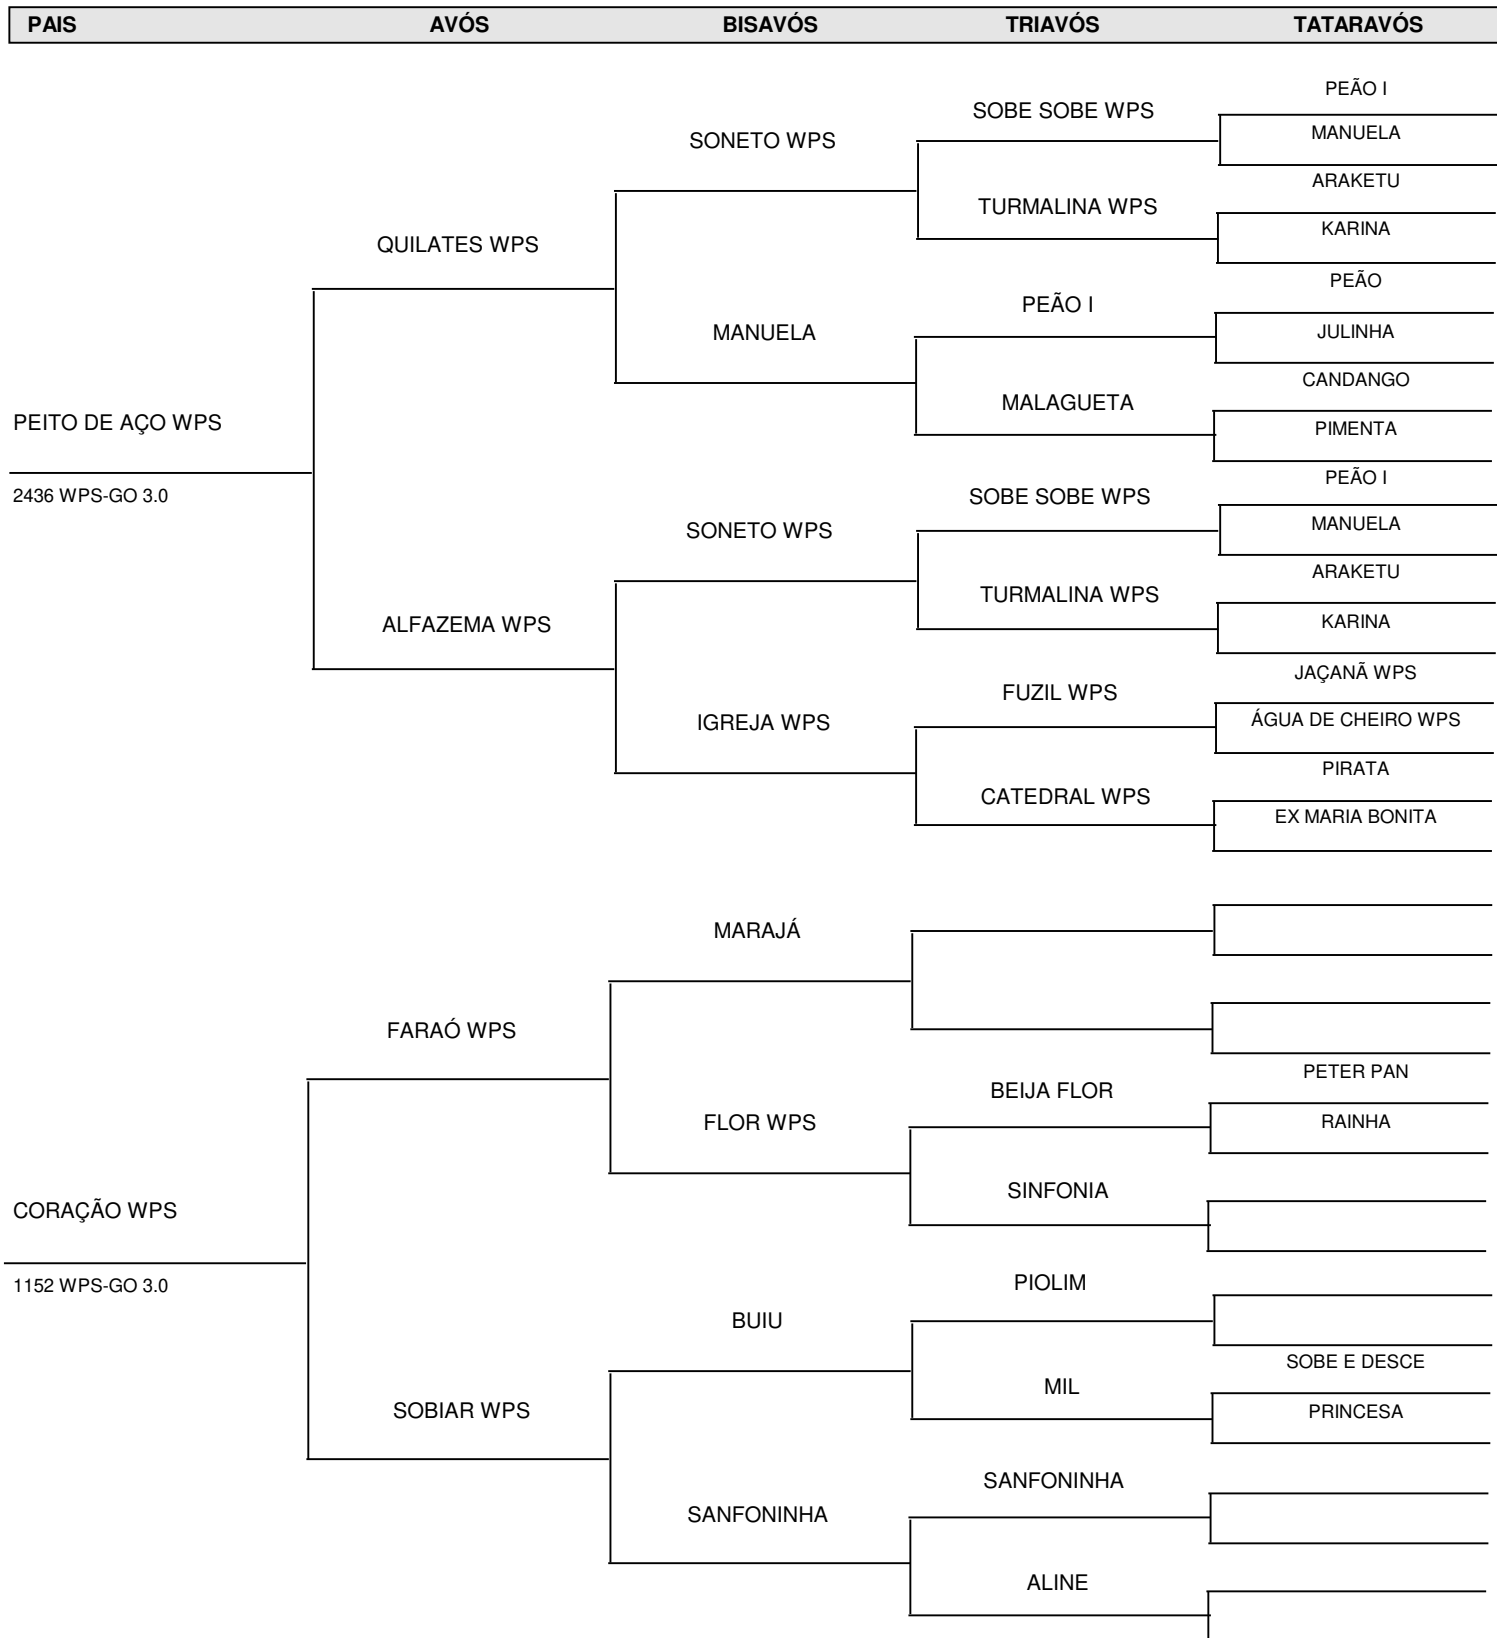 PAIS AVÓS BISAVÓS TRIAVÓS TATARAVÓS
PEÃO I
SOBE SOBE WPS
MANUELA
SONETO WPS
ARAKETU
TURMALINA WPS
KARINA
QUILATES WPS
PEÃO
PEÃO I
JULINHA
MANUELA
CANDANGO
MALAGUETA
PEITO DE AÇO WPS
PIMENTA
PEÃO I
2436 WPS-GO 3.0
SOBE SOBE WPS
MANUELA
SONETO WPS
ARAKETU
TURMALINA WPS
KARINA
ALFAZEMA WPS
JAÇANÃ WPS
FUZIL WPS
ÁGUA DE CHEIRO WPS
IGREJA WPS
PIRATA
CATEDRAL WPS
EX MARIA BONITA
MARAJÁ
FARAÓ WPS
PETER PAN
BEIJA FLOR
RAINHA
FLOR WPS
SINFONIA
CORAÇÃO WPS
PIOLIM
1152 WPS-GO 3.0
BUIU
SOBE E DESCE
MIL
PRINCESA
SOBIAR WPS
SANFONINHA
SANFONINHA
ALINE